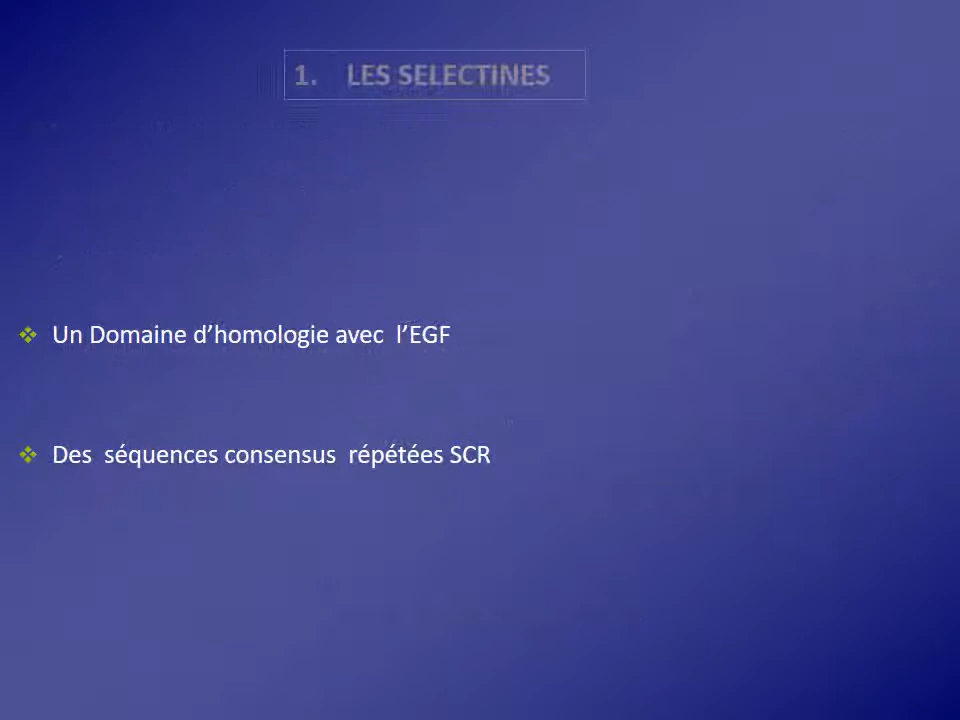 1. LES SELECTINES
❖ Un Domaine d’homologie avec l’EGF
❖ Des séquences consensus répétées SCR